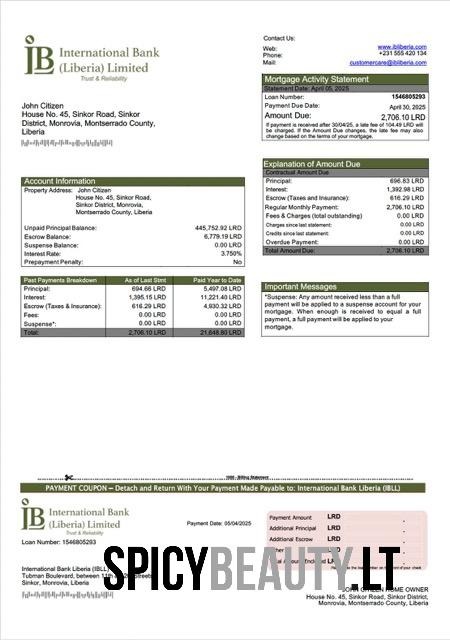 International Bank
(Liberia) Limited
Trust & Reliability
Contact Us:
Web: www.ibliberia.com
Phone: +231 555 420 134
Mail: customercare@ibliberia.com
Mortgage Activity Statement
Statement Date: April 05, 2025
Loan Number: 1546805293
Payment Due Date: April 30, 2025
Amount Due: 2,706.10 LRD
If payment is received after 30/04/25, a late fee of 104.49 LRD will
be charged. If the Amount Due changes, the late fee may also
change based on the terms of your mortgage.
John Citizen
House No. 45, Sinkor Road, Sinkor
District, Monrovia, Montserrado County,
Liberia
Explanation of Amount Due
Contractual Amount Due
Principal: 696.83 LRD
Interest: 1,392.98 LRD
Escrow (Taxes and Insurance): 616.29 LRD
Regular Monthly Payment: 2,706.10 LRD
Fees & Charges (total outstanding) 0.00 LRD
Charges since last statement: 0.00 LRD
Credits since last statement: 0.00 LRD
Overdue Payment: 0.00 LRD
Total Amount Due: 2,706.10 LRD
Account Information
Property Address: John Citizen
House No. 45, Sinkor Road,
Sinkor District, Monrovia,
Montserrado County, Liberia
Unpaid Principal Balance: 445,752.92 LRD
Escrow Balance: 6,779.19 LRD
Suspense Balance: 0.00 LRD
Interest Rate: 3.750%
Prepayment Penalty: No
Past Payments Breakdown As of Last Stmt Paid Year to Date
Principal: 694.66 LRD 5,497.08 LRD
Interest: 1,395.15 LRD 11,221.40 LRD
Escrow (Taxes & Insurance): 616.29 LRD 4,930.32 LRD
Fees: 0.00 LRD 0.00 LRD
Suspense*: 0.00 LRD 0.00 LRD
Total: 2,706.10 LRD 21,648.80 LRD
Important Messages
*Suspense: Any amount received less than a full
payment will be applied to a suspense account for your
mortgage. When enough is received to equal a full
payment, a full payment will be applied to your
mortgage.
Billing Statement
PAYMENT COUPON – Detach and Return With Your Payment Made Payable to: International Bank Liberia (IBLL)
International Bank
(Liberia) Limited
Trust & Reliability
Loan Number: 1546805293
Payment Date: 05/04/2025
Payment Amount LRD .
Additional Principal LRD .
Additional Escrow LRD .
LRD
LRD
International Bank Liberia (IBLL)
Tubman Boulevard, between 11th
SPICYBEAUTY.LT
HOME OWNER
House No. 45, Sinkor Road, Sinkor District,
Monrovia, Montserrado County, Liberia